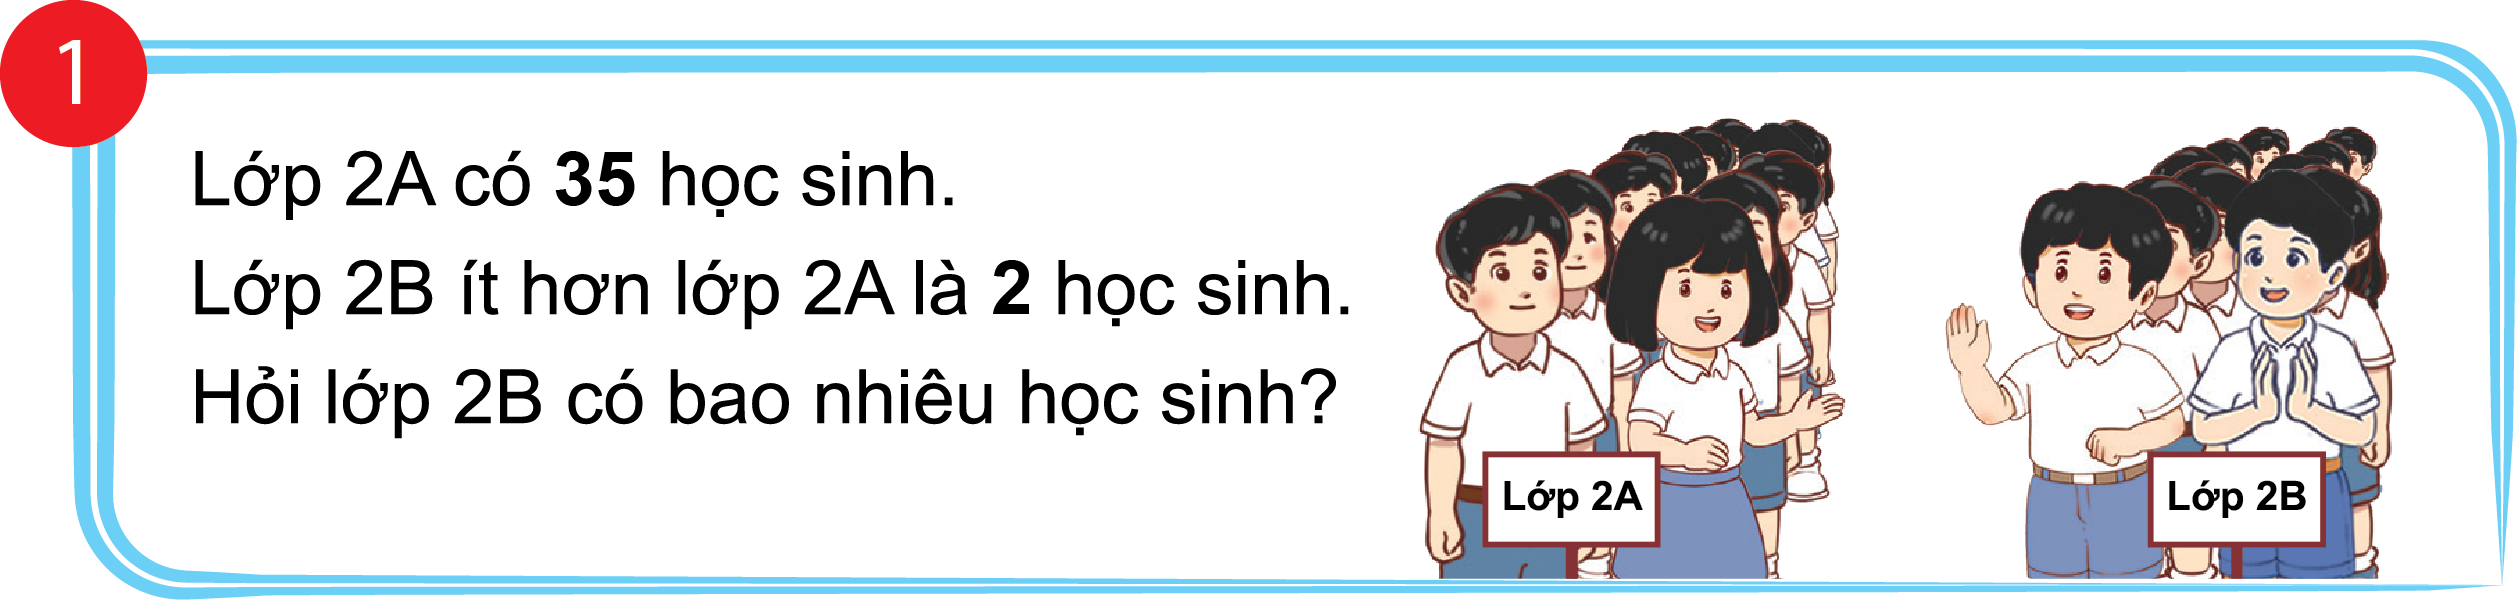 1
Lớp 2A có 35 học sinh.
Lớp 2B ít hơn lớp 2A là 2 học sinh.
Hỏi lớp 2B có bao nhiêu học sinh?
Lớp 2A
Lớp 2B